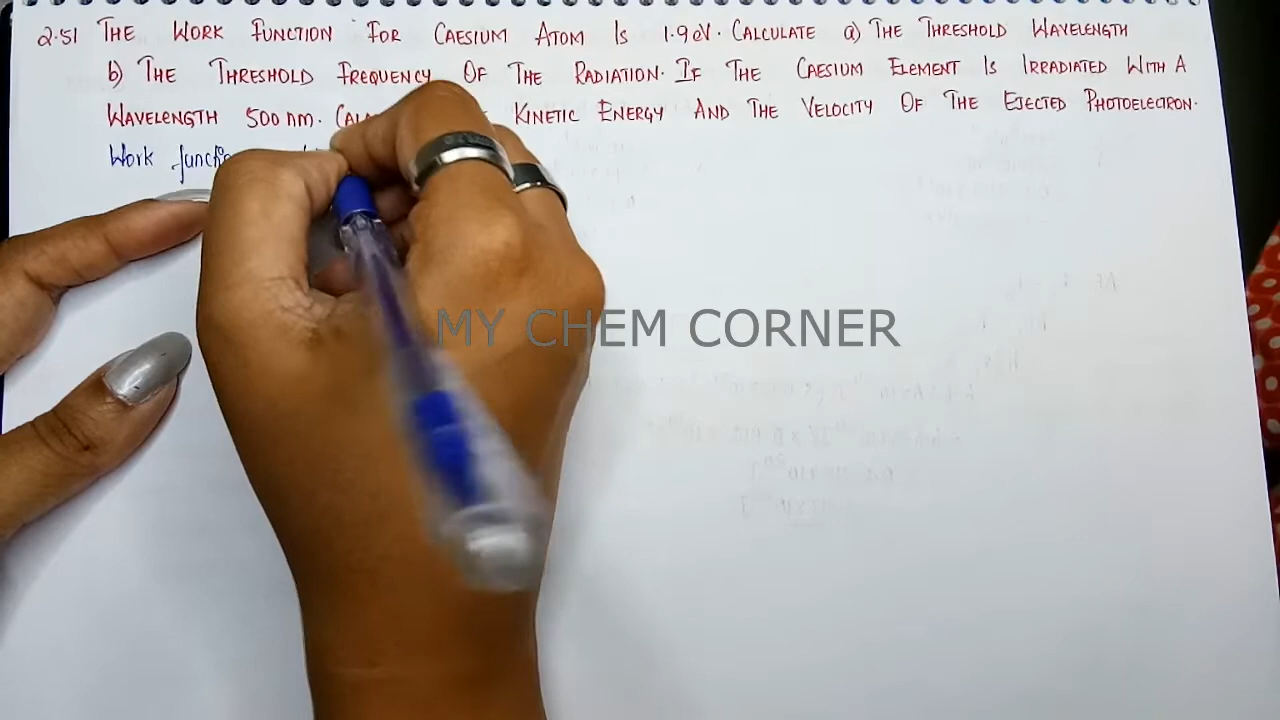 2.51 THE WORK FUNCTION FOR CAESIUM ATOM IS 1.9eV. CALCULATE a) THE THRESHOLD WAVELENGTH
b) THE THRESHOLD FREQUENCY OF THE RADIATION. IF THE CAESIUM ELEMENT IS IRRADIATED WITH A
WAVELENGTH 500nm. KINETIC ENERGY AND THE VELOCITY OF THE EJECTED PHOTOELECTRON.
Work
MY CHEM CORNER